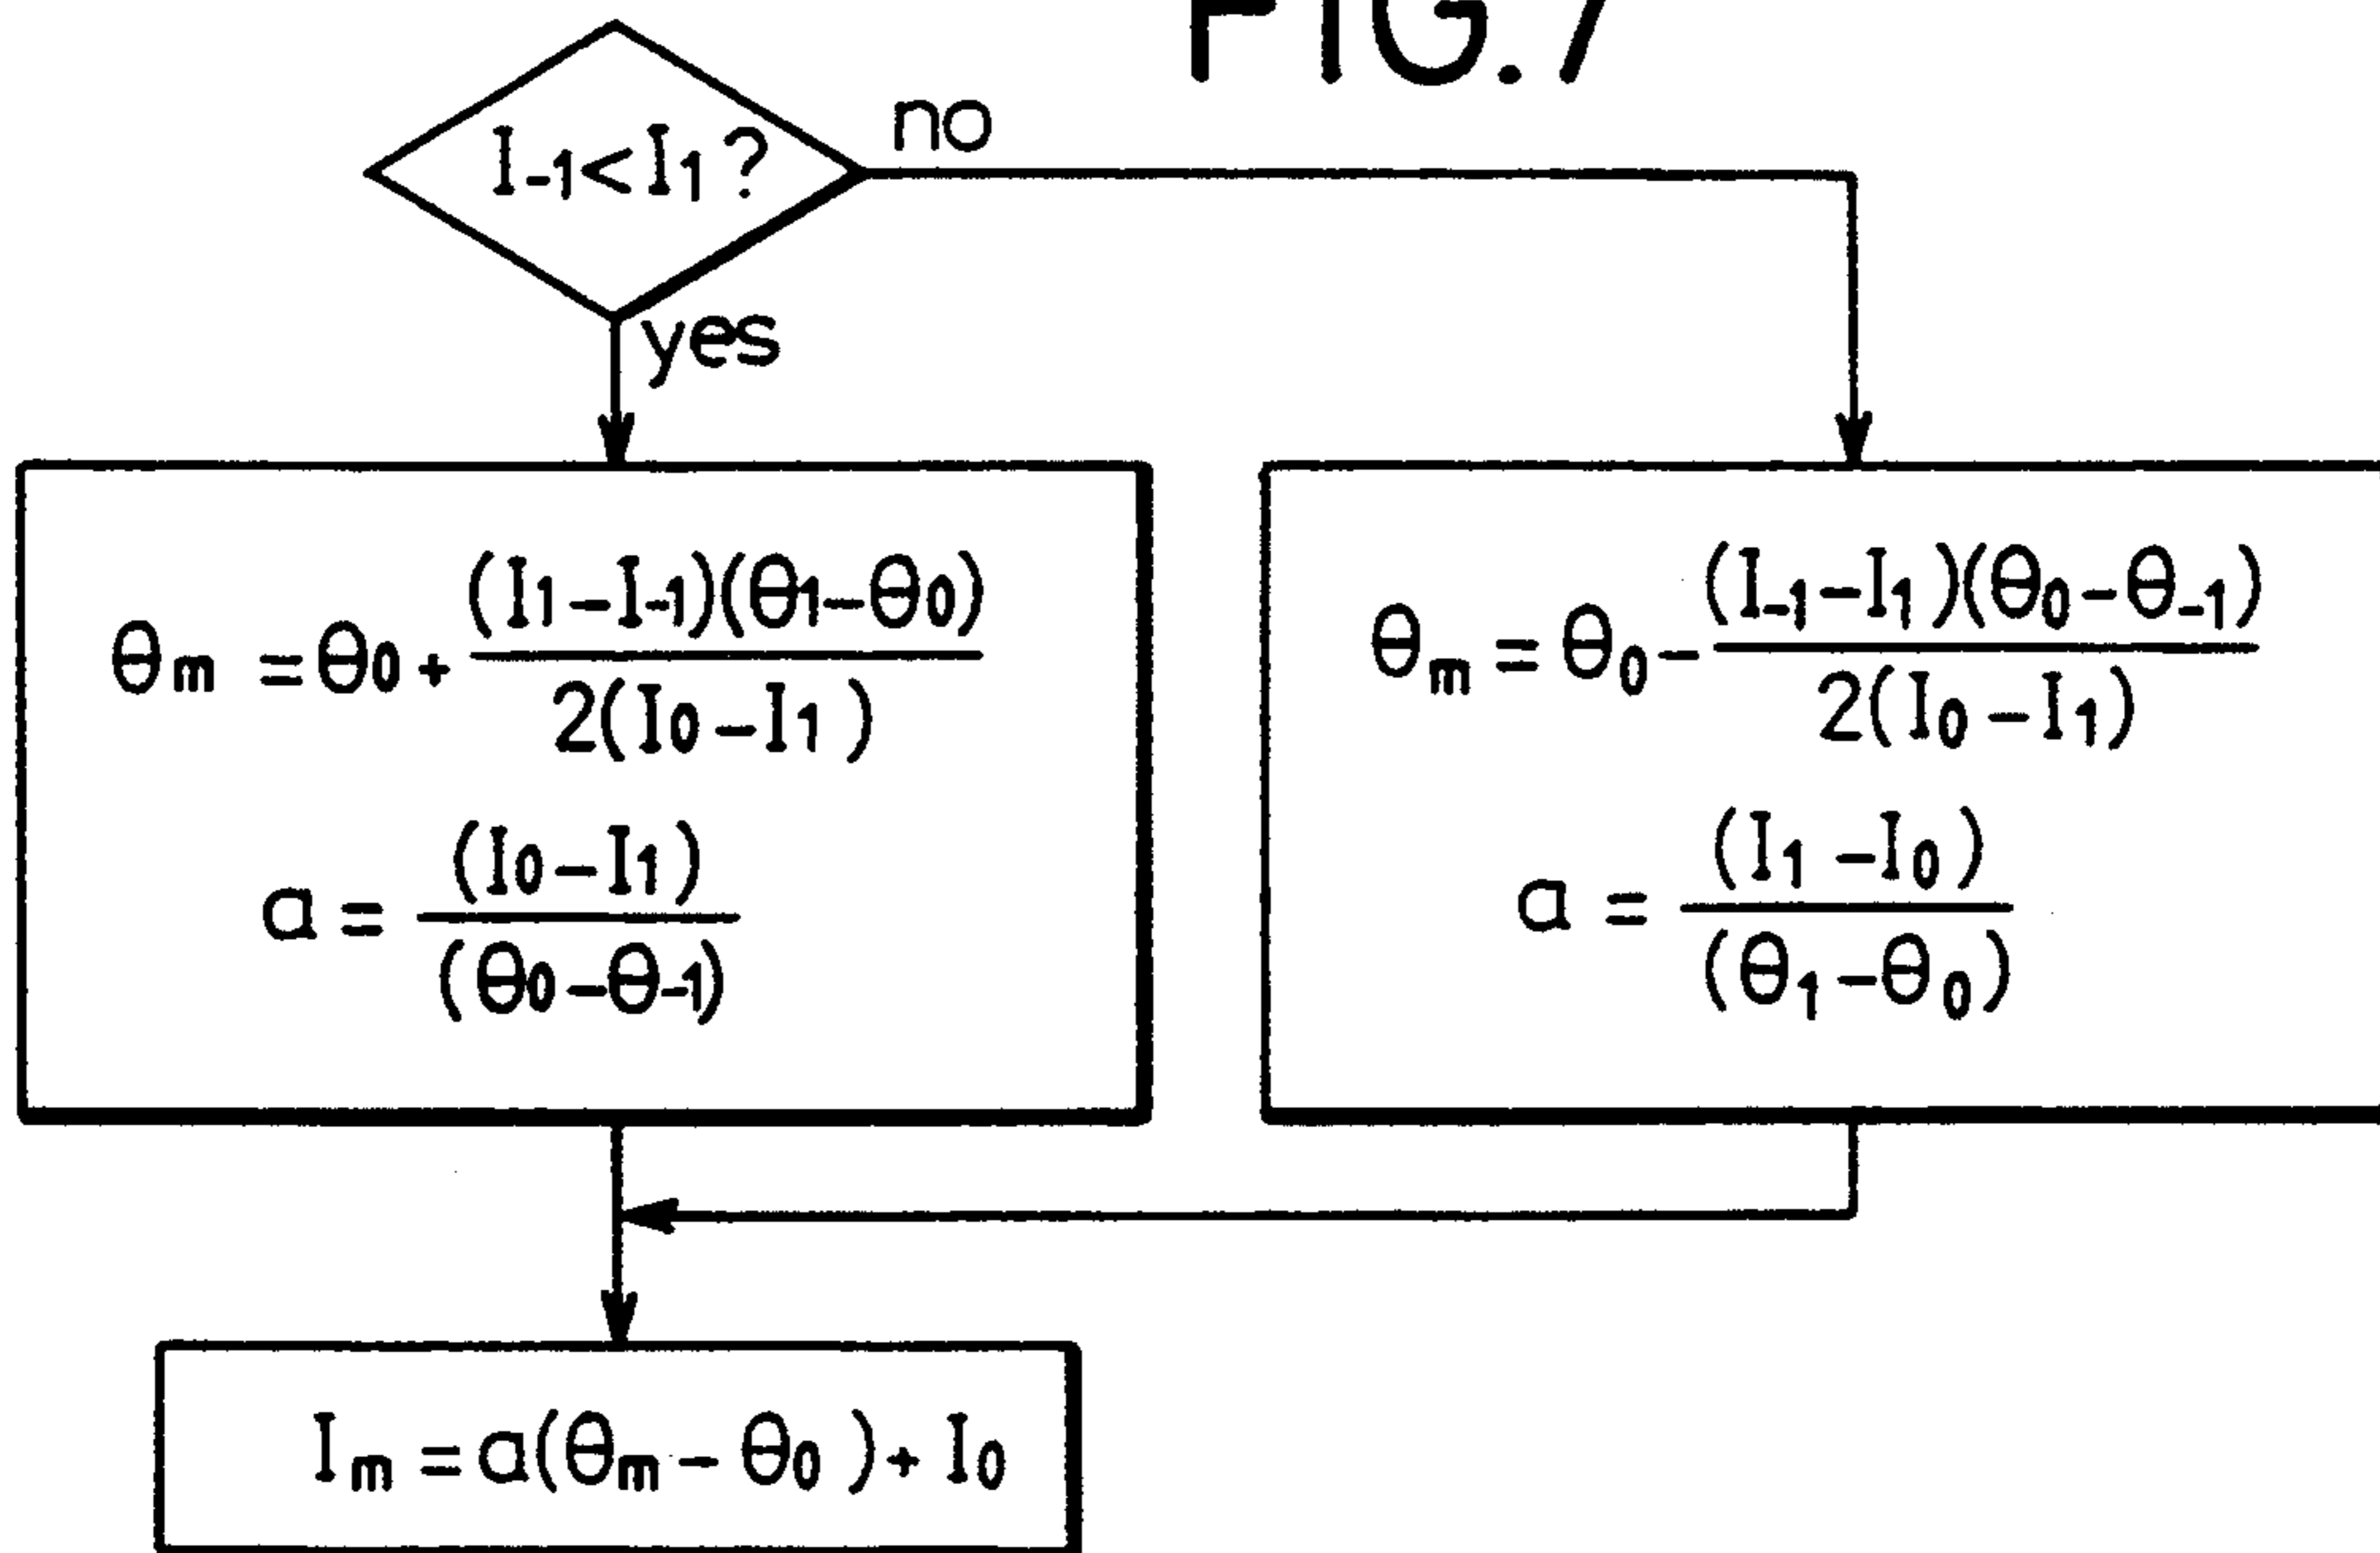 FIG.7
I₋₁<I₁?
no
yes
θm = θ0 + (I1-I-1)(θ1-θ0) / 2(I0-I1)
a = (I0-I1) / (θ0-θ-1)
θm = θ0 - (I-1-I1)(θ0-θ-1) / 2(I0-I1)
a = (I1-I0) / (θ1-θ0)
Im = a(θm-θ0)+I0